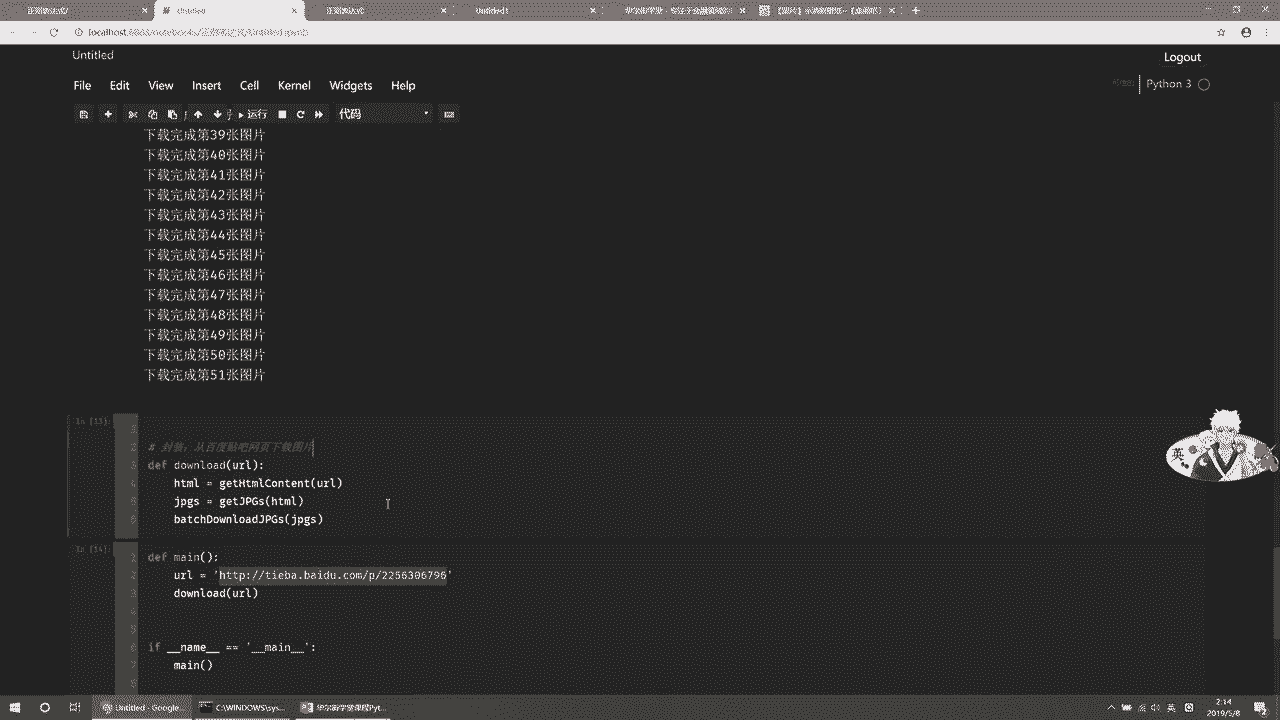 Untitled
Logout
File Edit View Insert Cell Kernel Widgets Help
Python 3
运行
代码
下载完成第39张图片
下载完成第40张图片
下载完成第41张图片
下载完成第42张图片
下载完成第43张图片
下载完成第44张图片
下载完成第45张图片
下载完成第46张图片
下载完成第47张图片
下载完成第48张图片
下载完成第49张图片
下载完成第50张图片
下载完成第51张图片
In [13]:
# 封装：从百度贴吧网页下载图片
def download(url):
html = getHtmlContent(url)
jpgs = getJPGs(html)
batchDownloadJPGs(jpgs)
In [14]:
def main():
url = 'http://tieba.baidu.com/p/2256306796'
download(url)
if __name__ == '__main__':
main()
英
Untitled - Google...
C:\WINDOWS\sys...
英
2:14
2019/5/8